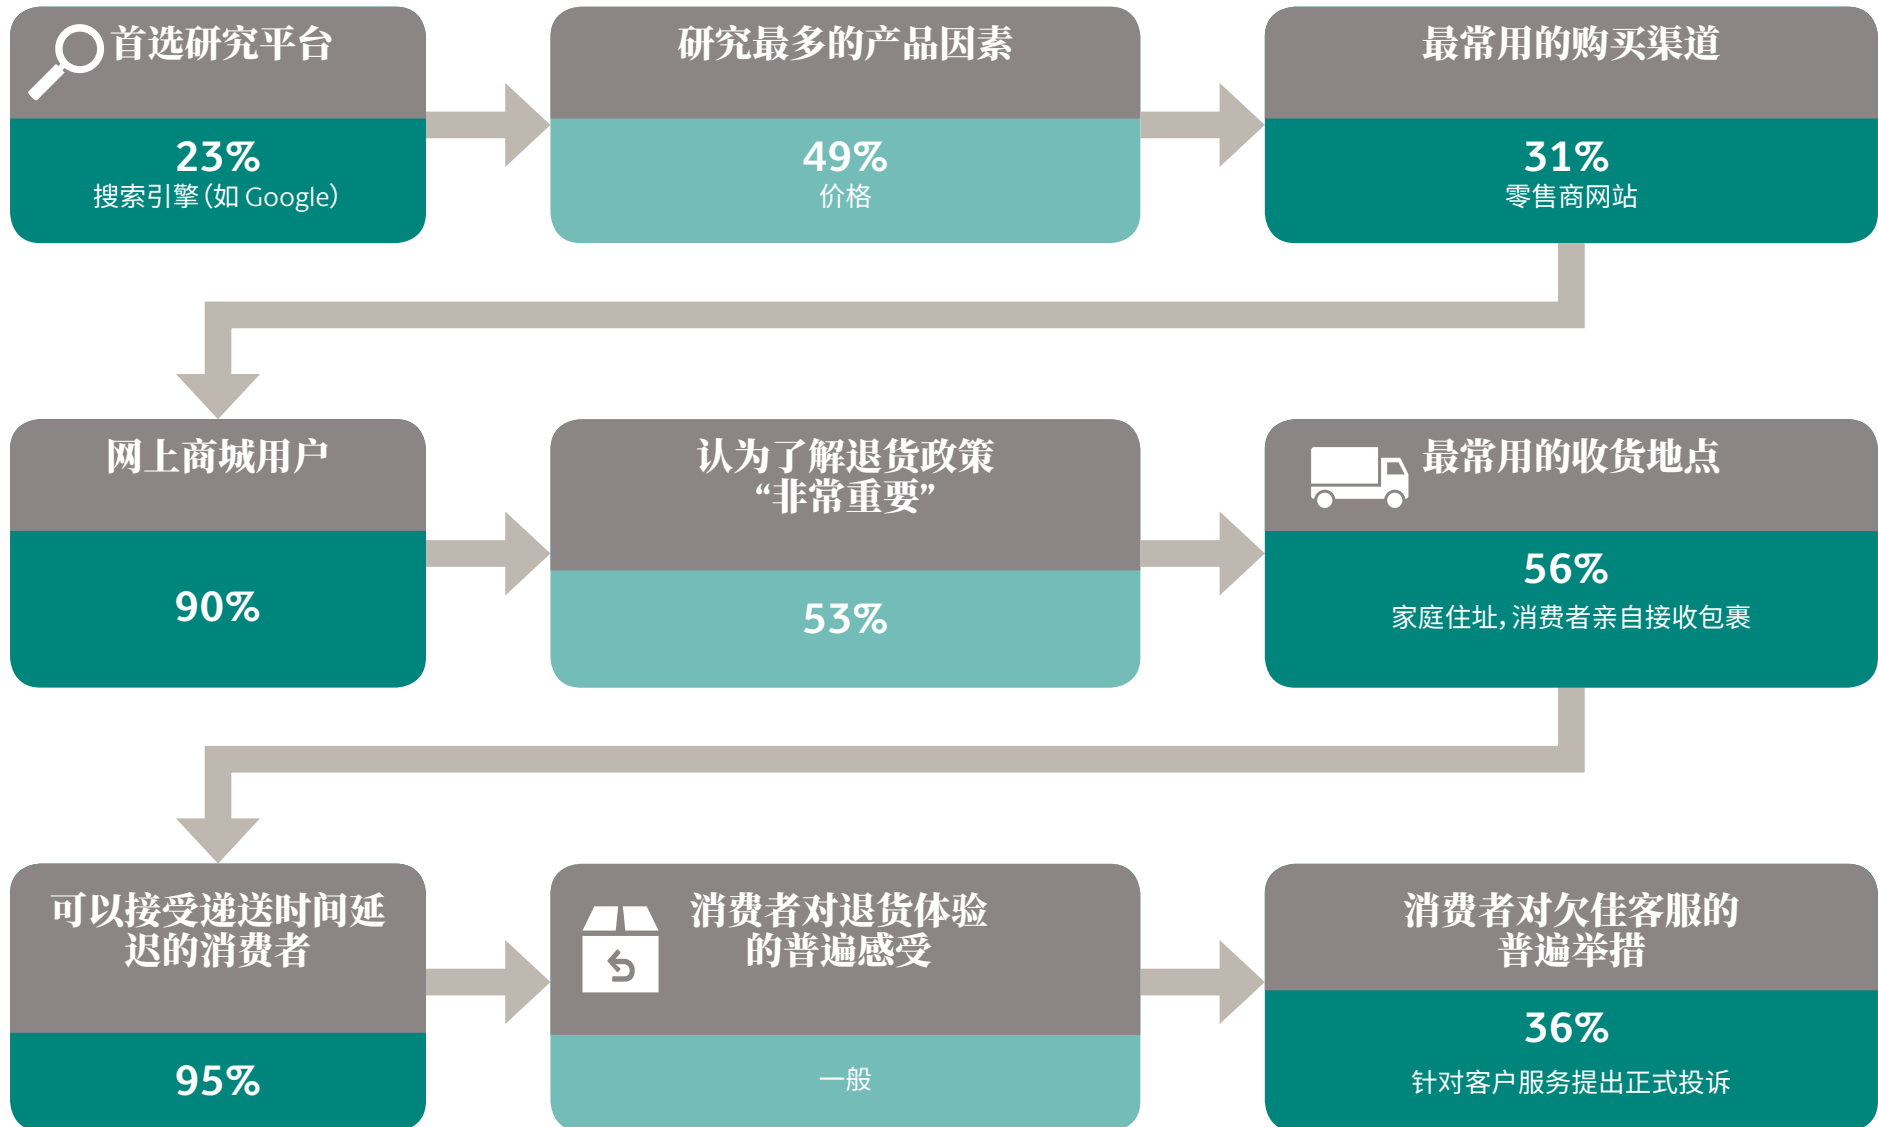 首选研究平台
23%
搜索引擎（如 Google）
研究最多的产品因素
49%
价格
最常用的购买渠道
31%
零售商网站
网上商城用户
90%
认为了解退货政策
“非常重要”
53%
最常用的收货地点
56%
家庭住址，消费者亲自接收包裹
可以接受递送时间延
迟的消费者
95%
消费者对退货体验
的普遍感受
一般
消费者对欠佳客服的
普遍举措
36%
针对客户服务提出正式投诉